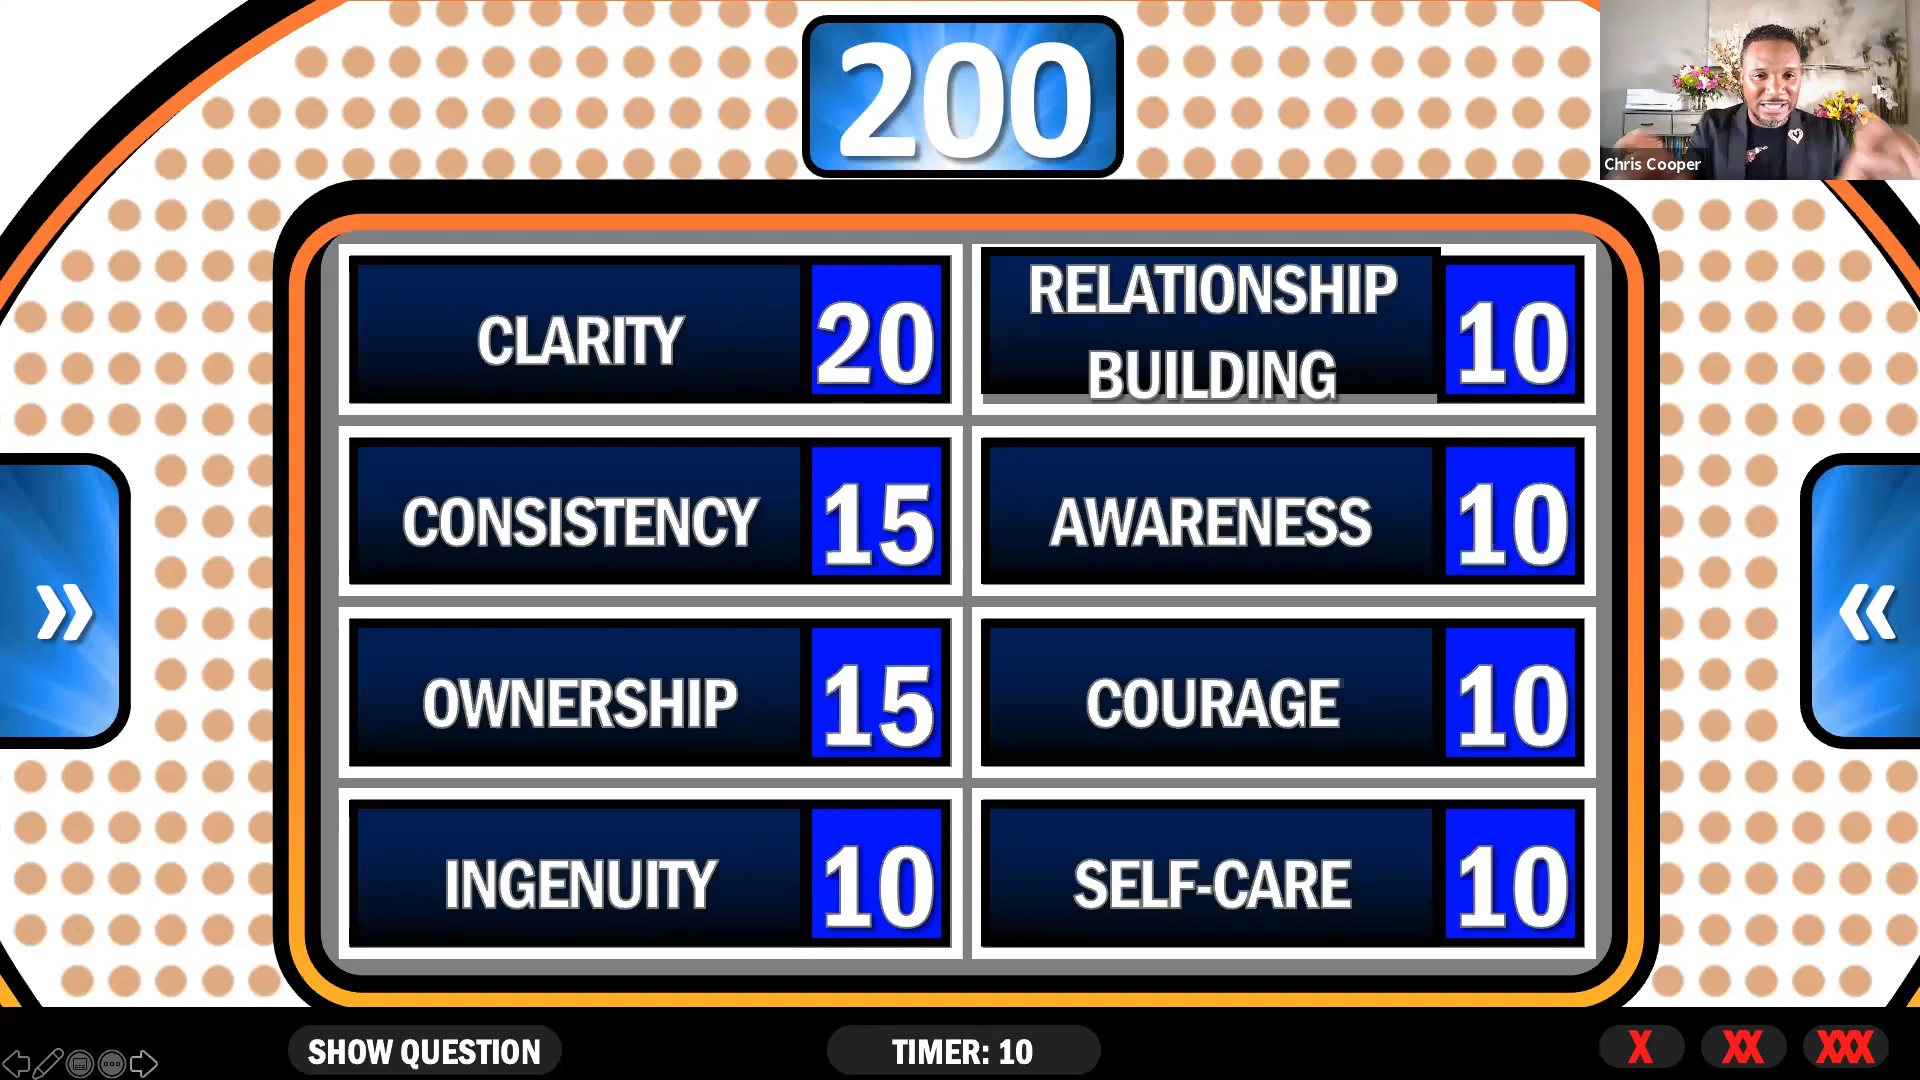 200
Chris Cooper
CLARITY 20
RELATIONSHIP
BUILDING 10
CONSISTENCY 15
AWARENESS 10
OWNERSHIP 15
COURAGE 10
INGENUITY 10
SELF-CARE 10
SHOW QUESTION
TIMER: 10
X
XX
XXX